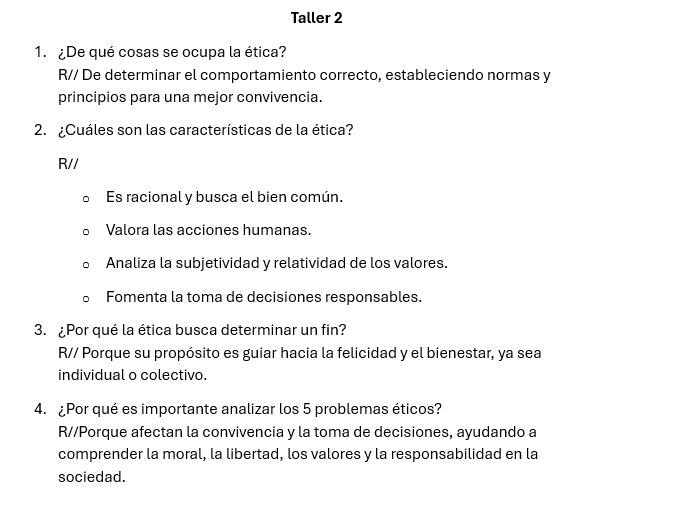 Taller 2
1. ¿De qué cosas se ocupa la ética?
R// De determinar el comportamiento correcto, estableciendo normas y
principios para una mejor convivencia.
2. ¿Cuáles son las características de la ética?
R//
o Es racional y busca el bien común.
o Valora las acciones humanas.
o Analiza la subjetividad y relatividad de los valores.
o Fomenta la toma de decisiones responsables.
3. ¿Por qué la ética busca determinar un fin?
R// Porque su propósito es guiar hacia la felicidad y el bienestar, ya sea
individual o colectivo.
4. ¿Por qué es importante analizar los 5 problemas éticos?
R//Porque afectan la convivencia y la toma de decisiones, ayudando a
comprender la moral, la libertad, los valores y la responsabilidad en la
sociedad.